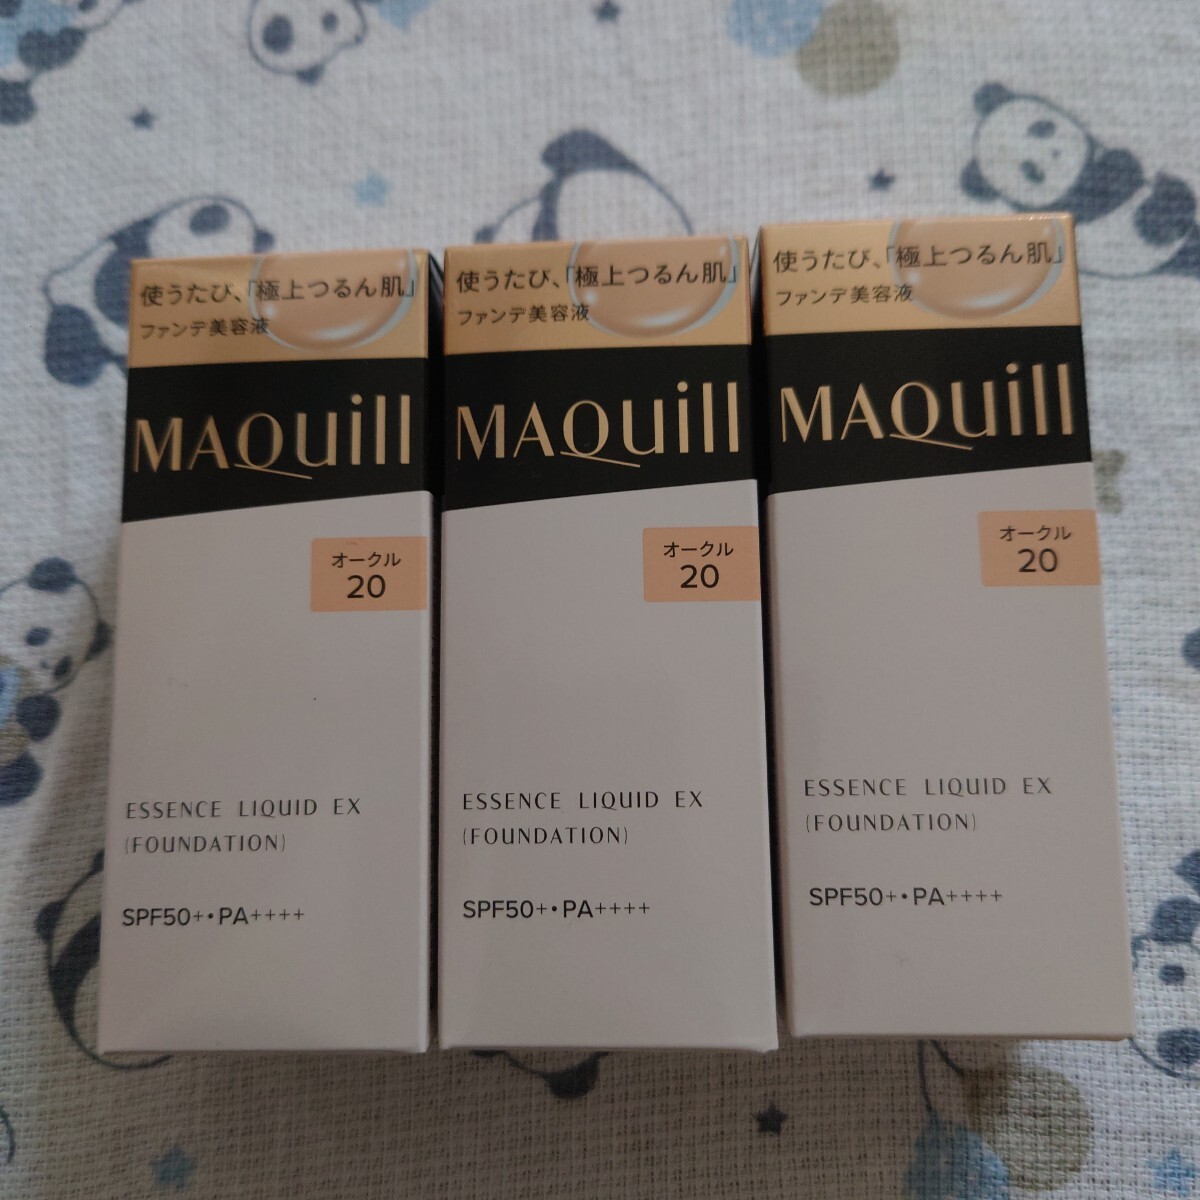 使うたび、「極上つるん肌」
ファンデ美容液
MAQuill
オークル
20
ESSENCE LIQUID EX
(FOUNDATION)
SPF50+・PA++++
使うたび、「極上つるん肌」
ファンデ美容液
MAQuill
オークル
20
ESSENCE LIQUID EX
(FOUNDATION)
SPF50+・PA++++
使うたび、「極上つるん肌」
ファンデ美容液
MAQuill
オークル
20
ESSENCE LIQUID EX
(FOUNDATION)
SPF50+・PA++++